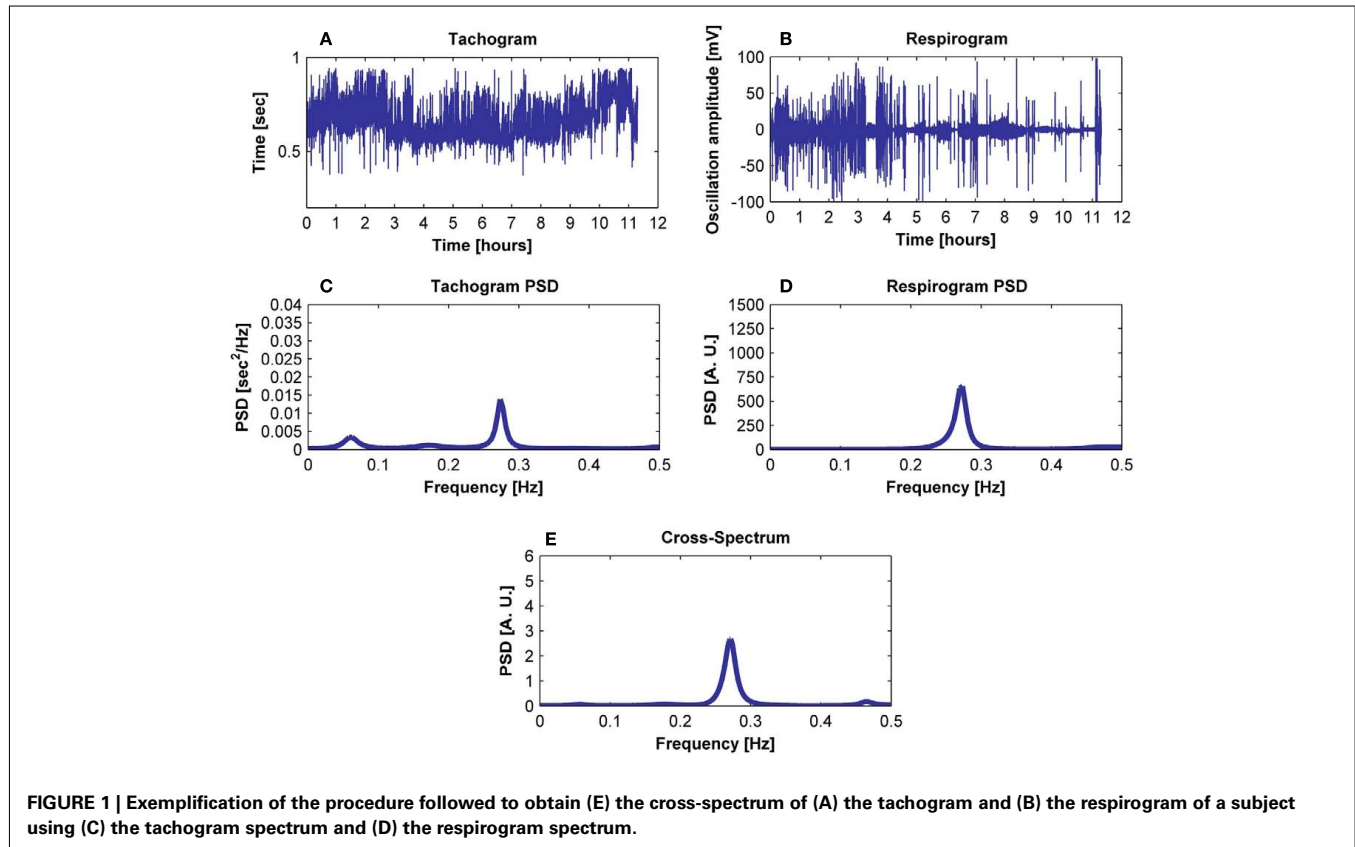 A Tachogram
Time [sec]
1
0.5
0 1 2 3 4 5 6 7 8 9 10 11 12
Time [hours]
B Respirogram
Oscillation amplitude [mV]
100
50
0
-50
-100
0 1 2 3 4 5 6 7 8 9 10 11 12
Time [hours]
C Tachogram PSD
PSD [sec²/Hz]
0.04
0.035
0.03
0.025
0.02
0.015
0.01
0.005
0
0 0.1 0.2 0.3 0.4 0.5
Frequency [Hz]
D Respirogram PSD
PSD [A. U.]
1500
1250
1000
750
500
250
0
0 0.1 0.2 0.3 0.4 0.5
Frequency [Hz]
E Cross-Spectrum
PSD [A. U.]
6
5
4
3
2
1
0
0 0.1 0.2 0.3 0.4 0.5
Frequency [Hz]
FIGURE 1 | Exemplification of the procedure followed to obtain (E) the cross-spectrum of (A) the tachogram and (B) the respirogram of a subject
using (C) the tachogram spectrum and (D) the respirogram spectrum.